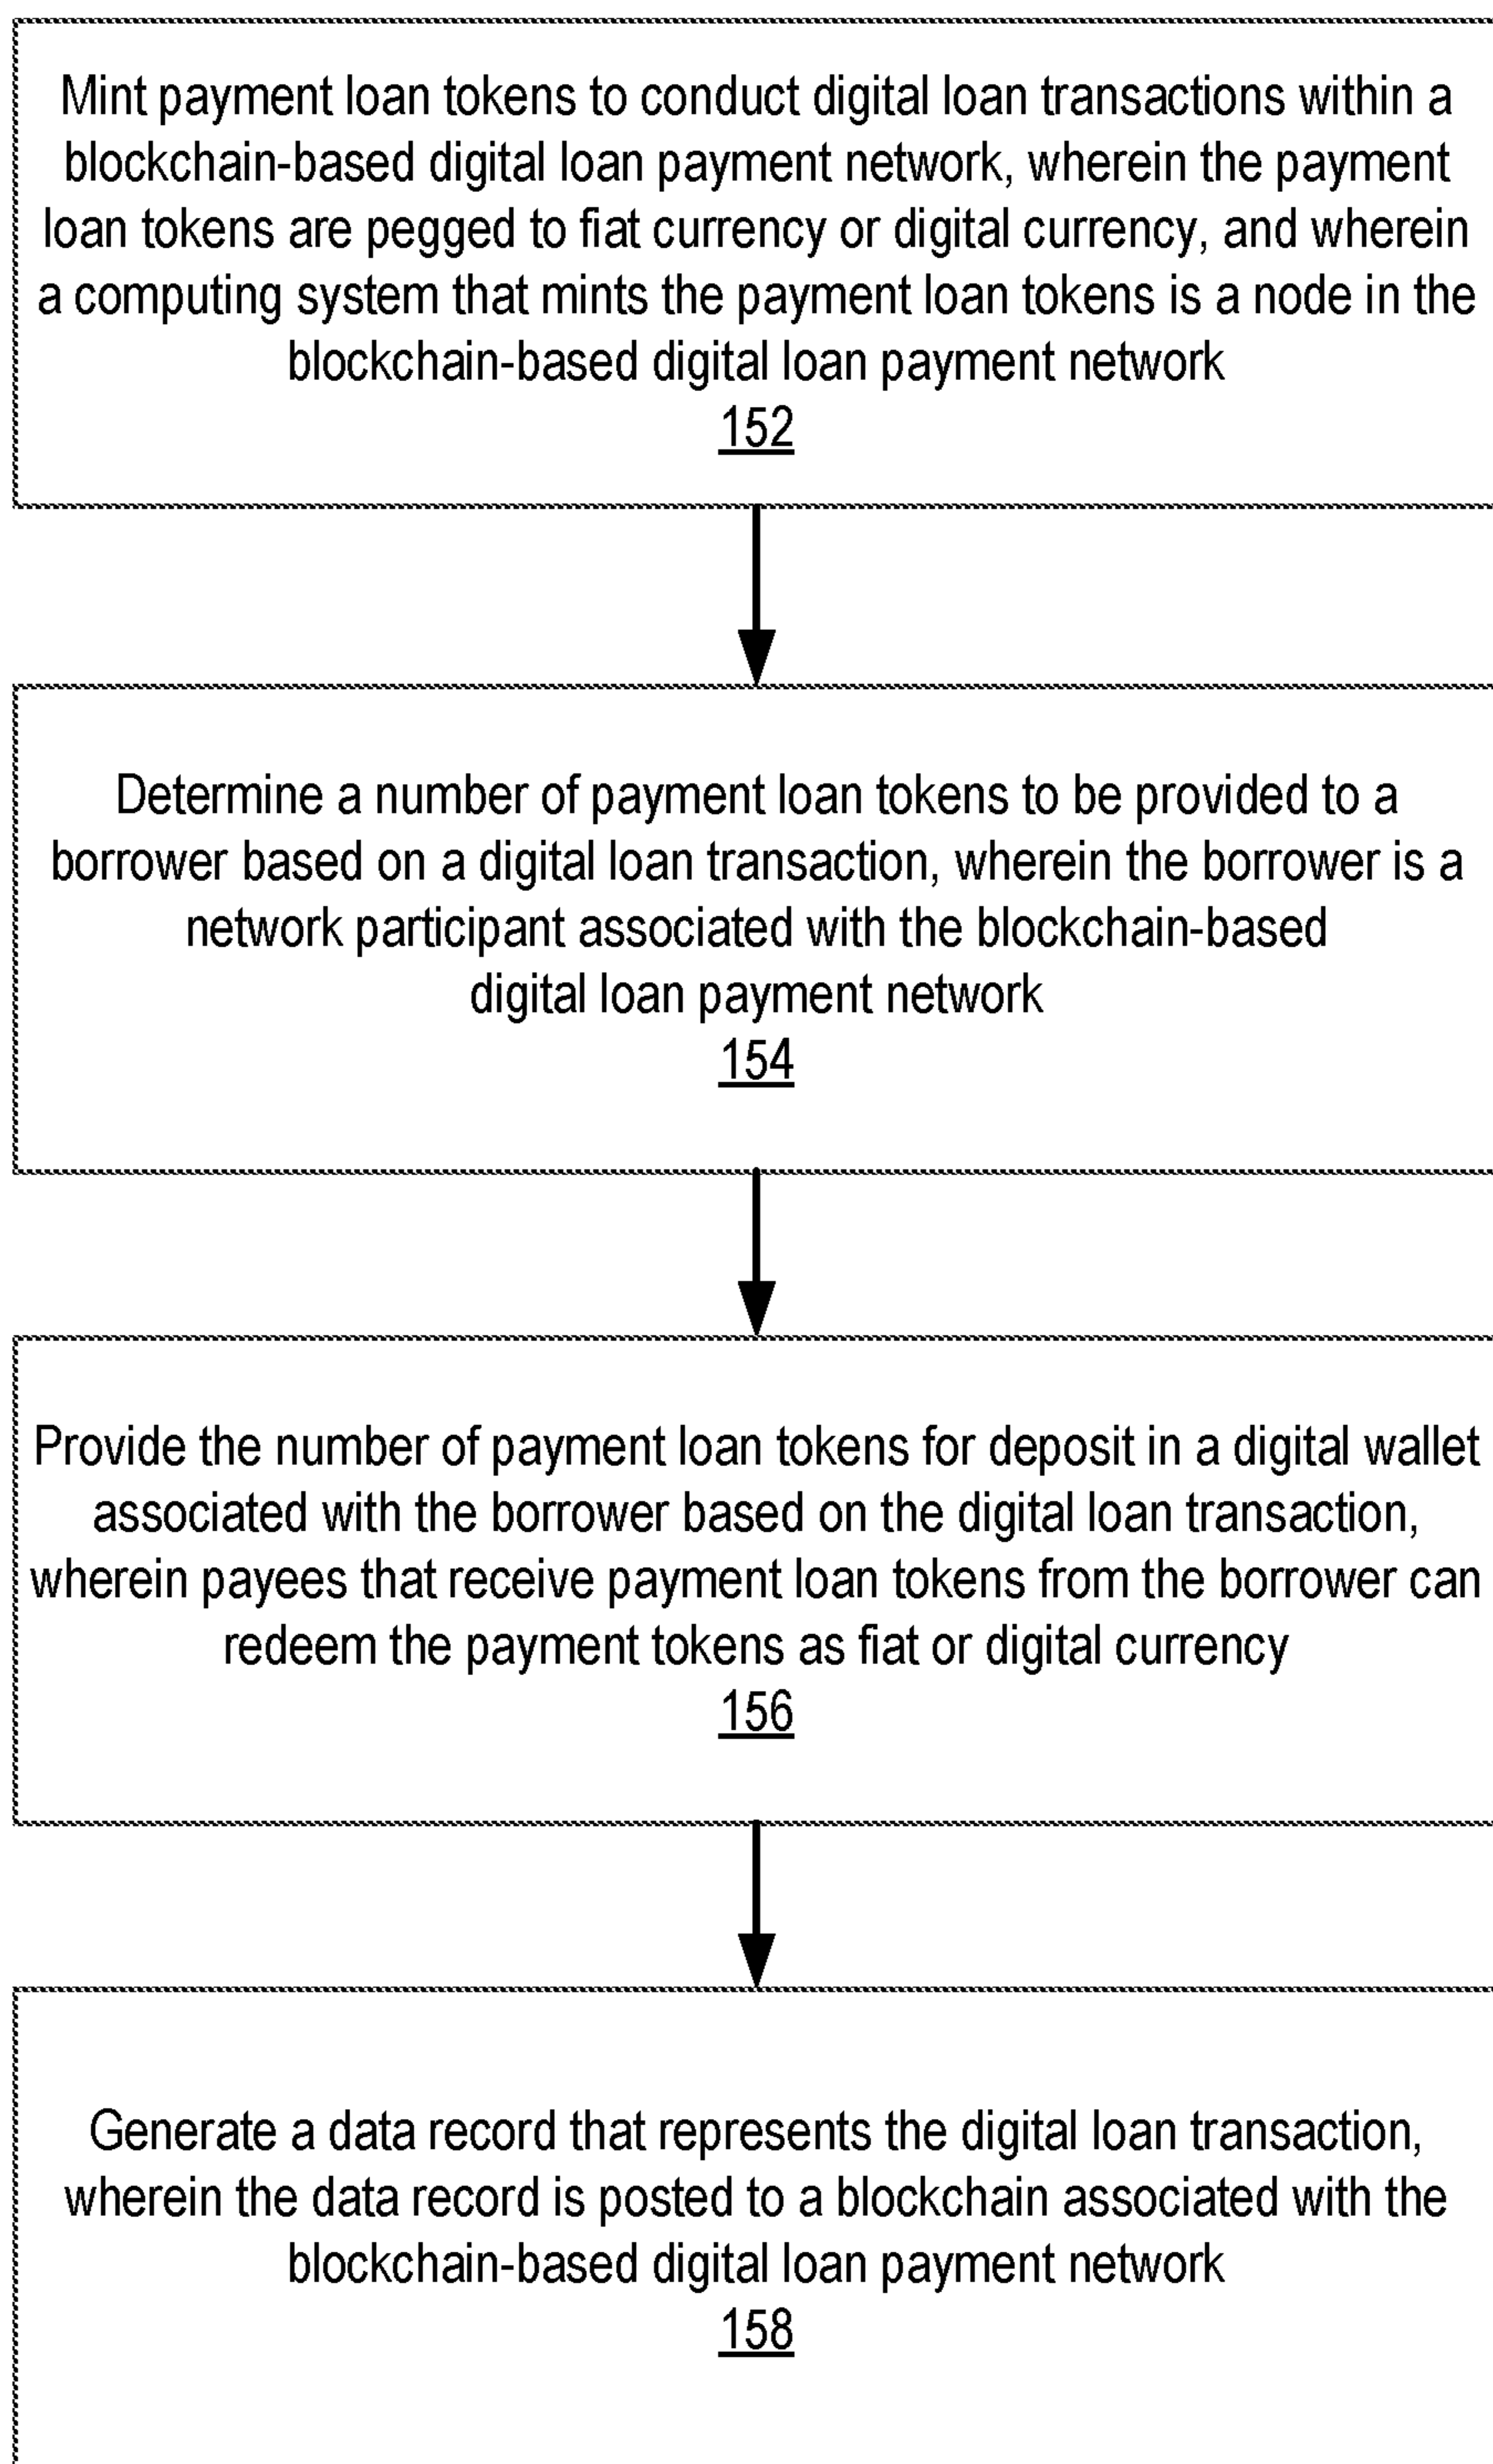 Mint payment loan tokens to conduct digital loan transactions within a
blockchain-based digital loan payment network, wherein the payment
loan tokens are pegged to fiat currency or digital currency, and wherein
a computing system that mints the payment loan tokens is a node in the
blockchain-based digital loan payment network
152
Determine a number of payment loan tokens to be provided to a
borrower based on a digital loan transaction, wherein the borrower is a
network participant associated with the blockchain-based
digital loan payment network
154
Provide the number of payment loan tokens for deposit in a digital wallet
associated with the borrower based on the digital loan transaction,
wherein payees that receive payment loan tokens from the borrower can
redeem the payment tokens as fiat or digital currency
156
Generate a data record that represents the digital loan transaction,
wherein the data record is posted to a blockchain associated with the
blockchain-based digital loan payment network
158